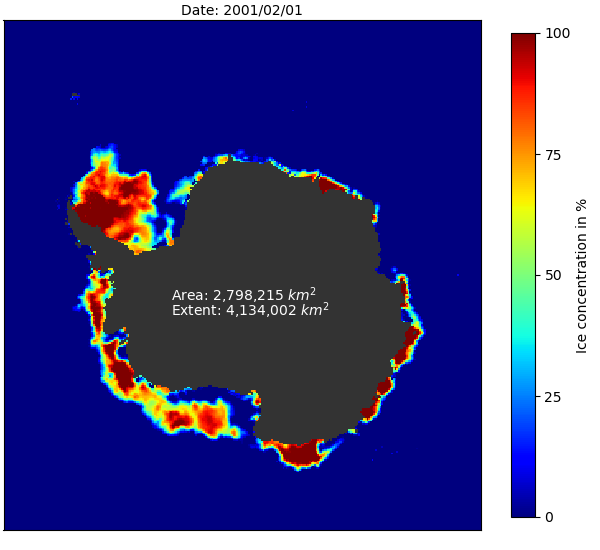 Date: 2001/02/01
Area: 2,798,215 km²
Extent: 4,134,002 km²
100
75
50
25
0
Ice concentration in %